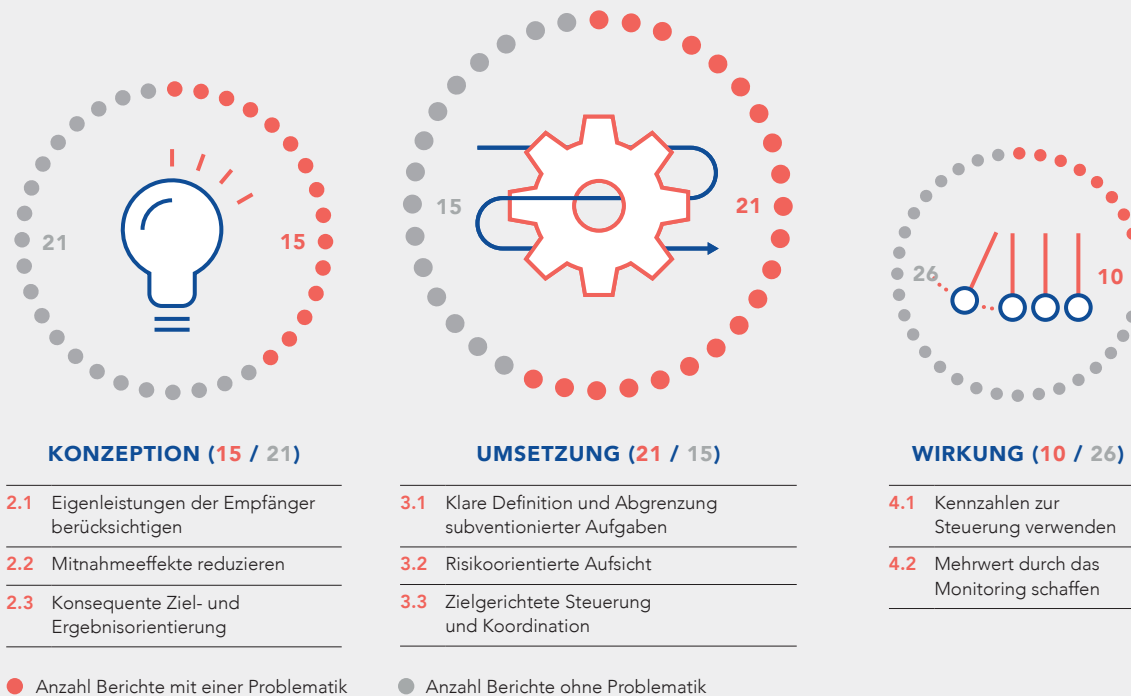 21
15
15
21
26
10
KONZEPTION (15 / 21)
2.1 Eigenleistungen der Empfänger
berücksichtigen
2.2 Mitnahmeeffekte reduzieren
2.3 Konsequente Ziel- und
Ergebnisorientierung
UMSETZUNG (21 / 15)
3.1 Klare Definition und Abgrenzung
subventionierter Aufgaben
3.2 Risikoorientierte Aufsicht
3.3 Zielgerichtete Steuerung
und Koordination
WIRKUNG (10 / 26)
4.1 Kennzahlen zur
Steuerung verwenden
4.2 Mehrwert durch das
Monitoring schaffen
Anzahl Berichte mit einer Problematik
Anzahl Berichte ohne Problematik